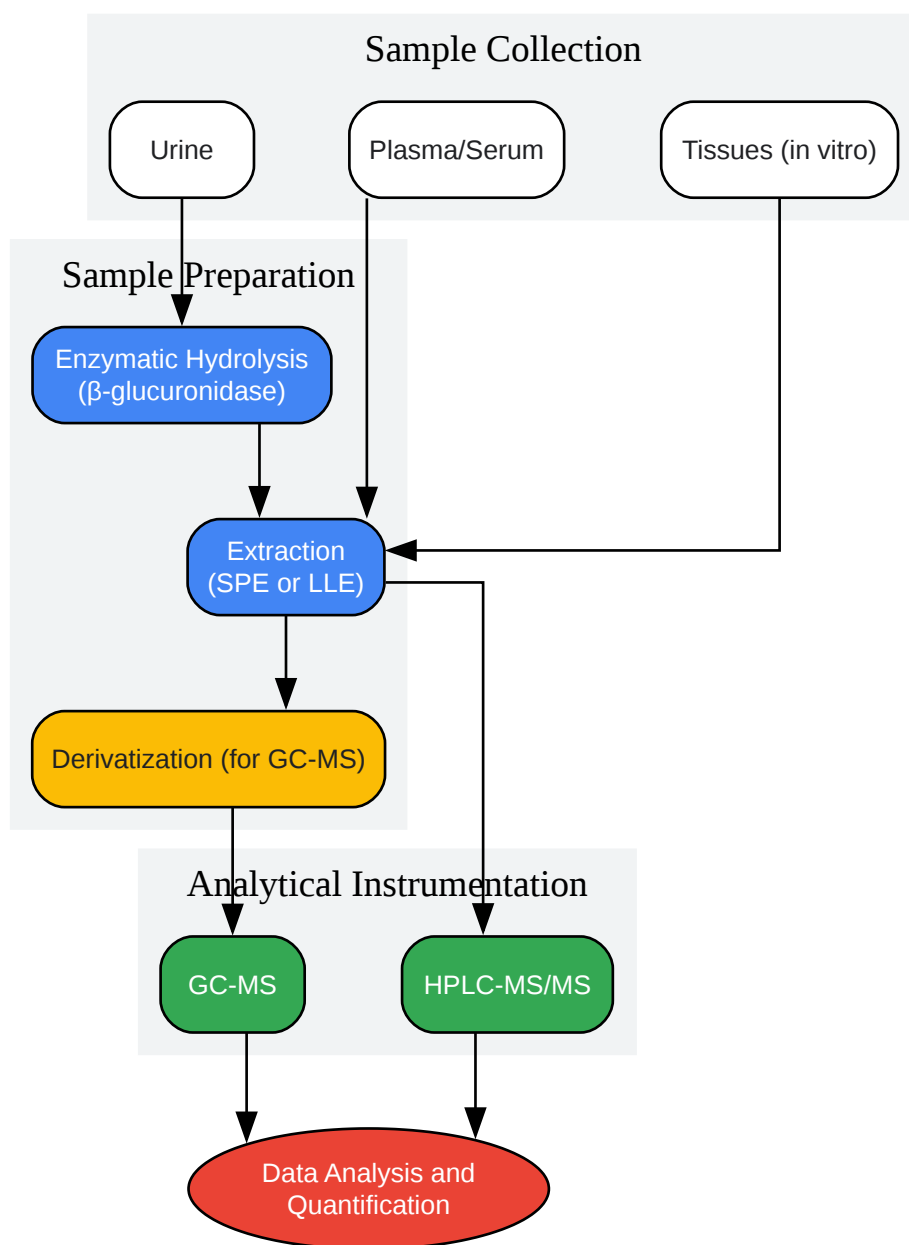 Sample Collection
Urine
Plasma/Serum
Tissues (in vitro)
Sample Preparation
Enzymatic Hydrolysis
(β-glucuronidase)
Extraction
(SPE or LLE)
Derivatization (for GC-MS)
Analytical Instrumentation
GC-MS
HPLC-MS/MS
Data Analysis and
Quantification